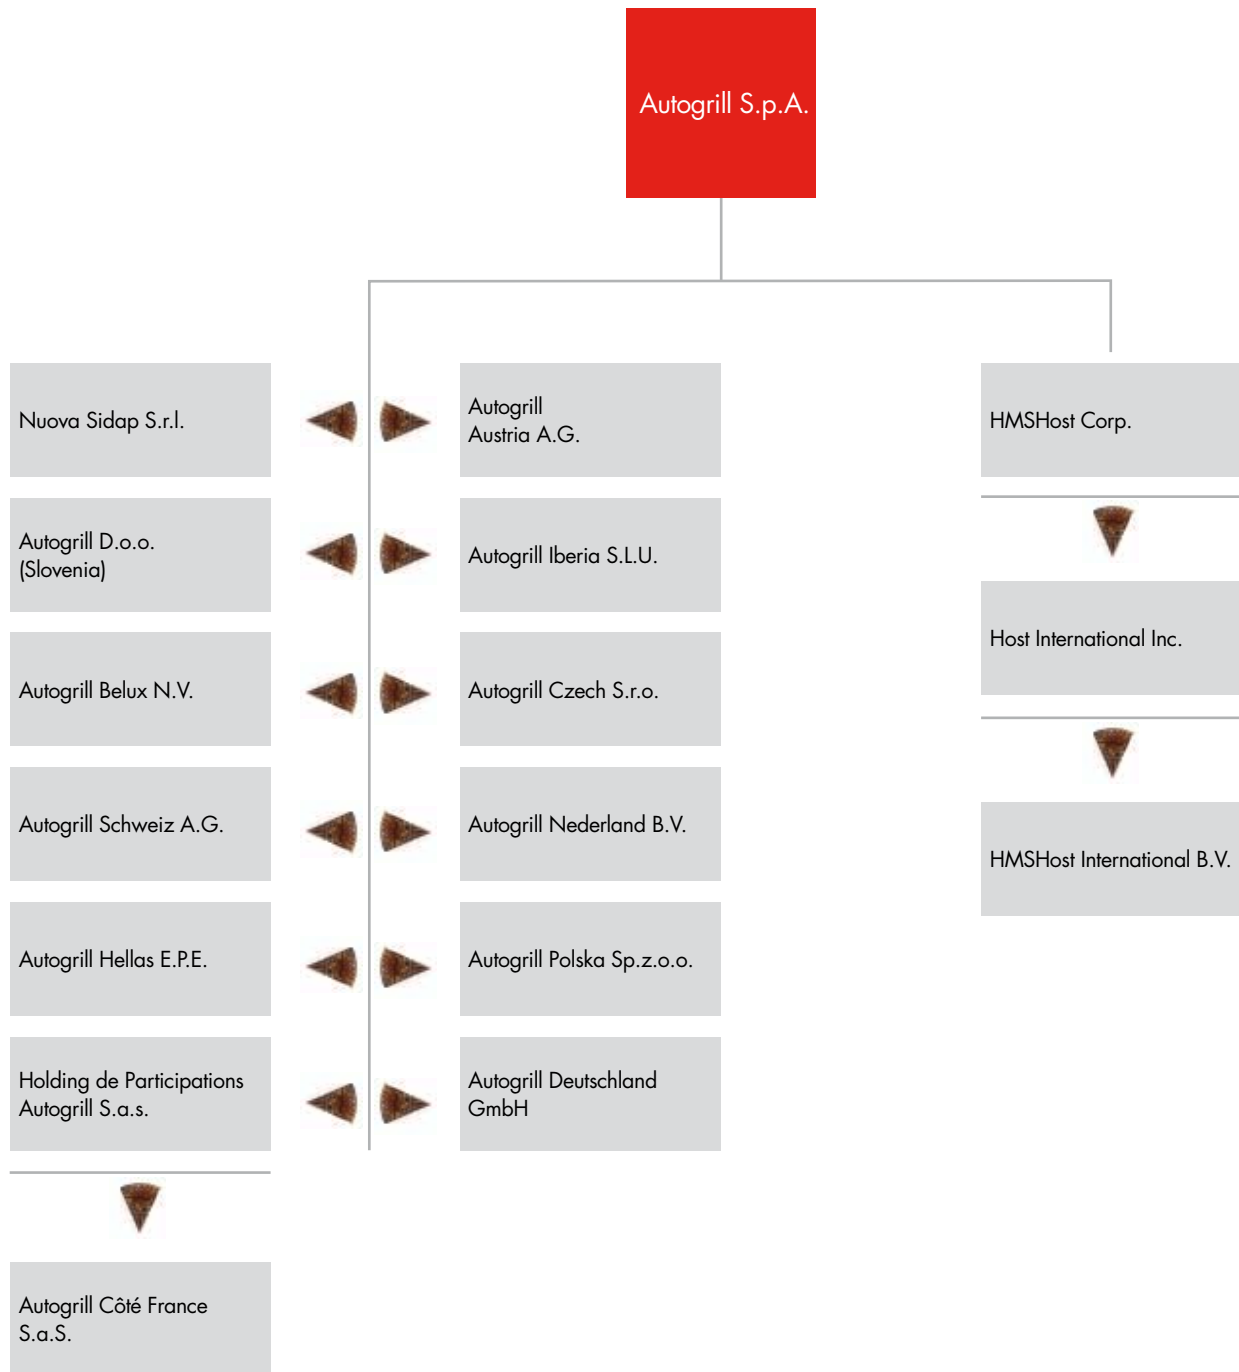 Autogrill S.p.A.
Nuova Sidap S.r.l.
Autogrill
Austria A.G.
HMSHost Corp.
Autogrill D.o.o.
(Slovenia)
Autogrill Iberia S.L.U.
Host International Inc.
Autogrill Belux N.V.
Autogrill Czech S.r.o.
Autogrill Schweiz A.G.
Autogrill Nederland B.V.
HMSHost International B.V.
Autogrill Hellas E.P.E.
Autogrill Polska Sp.z.o.o.
Holding de Participations
Autogrill S.a.s.
Autogrill Deutschland
GmbH
Autogrill Côté France
S.a.S.